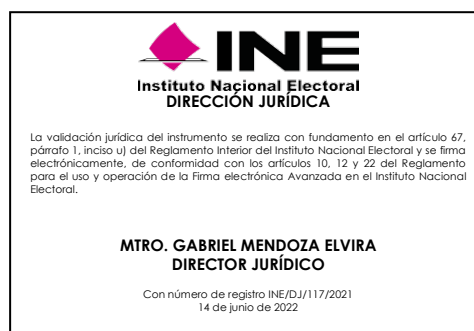 INE
Instituto Nacional Electoral
DIRECCIÓN JURÍDICA
La validación jurídica del instrumento se realiza con fundamento en el artículo 67,
párrafo 1, inciso u) del Reglamento Interior del Instituto Nacional Electoral y se firma
electrónicamente, de conformidad con los artículos 10, 12 y 22 del Reglamento
para el uso y operación de la Firma electrónica Avanzada en el Instituto Nacional
Electoral.
MTRO. GABRIEL MENDOZA ELVIRA
DIRECTOR JURÍDICO
Con número de registro INE/DJ/117/2021
14 de junio de 2022